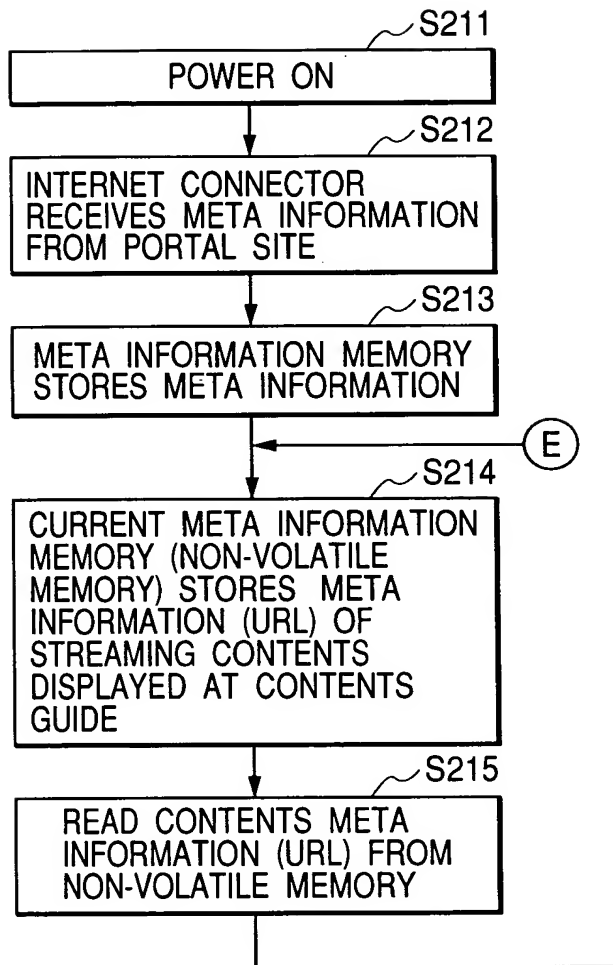 S211
POWER ON
S212
INTERNET CONNECTOR
RECEIVES META INFORMATION
FROM PORTAL SITE
S213
META INFORMATION MEMORY
STORES META INFORMATION
E
S214
CURRENT META INFORMATION
MEMORY (NON-VOLATILE
MEMORY) STORES META
INFORMATION (URL) OF
STREAMING CONTENTS
DISPLAYED AT CONTENTS
GUIDE
S215
READ CONTENTS META
INFORMATION (URL) FROM
NON-VOLATILE MEMORY